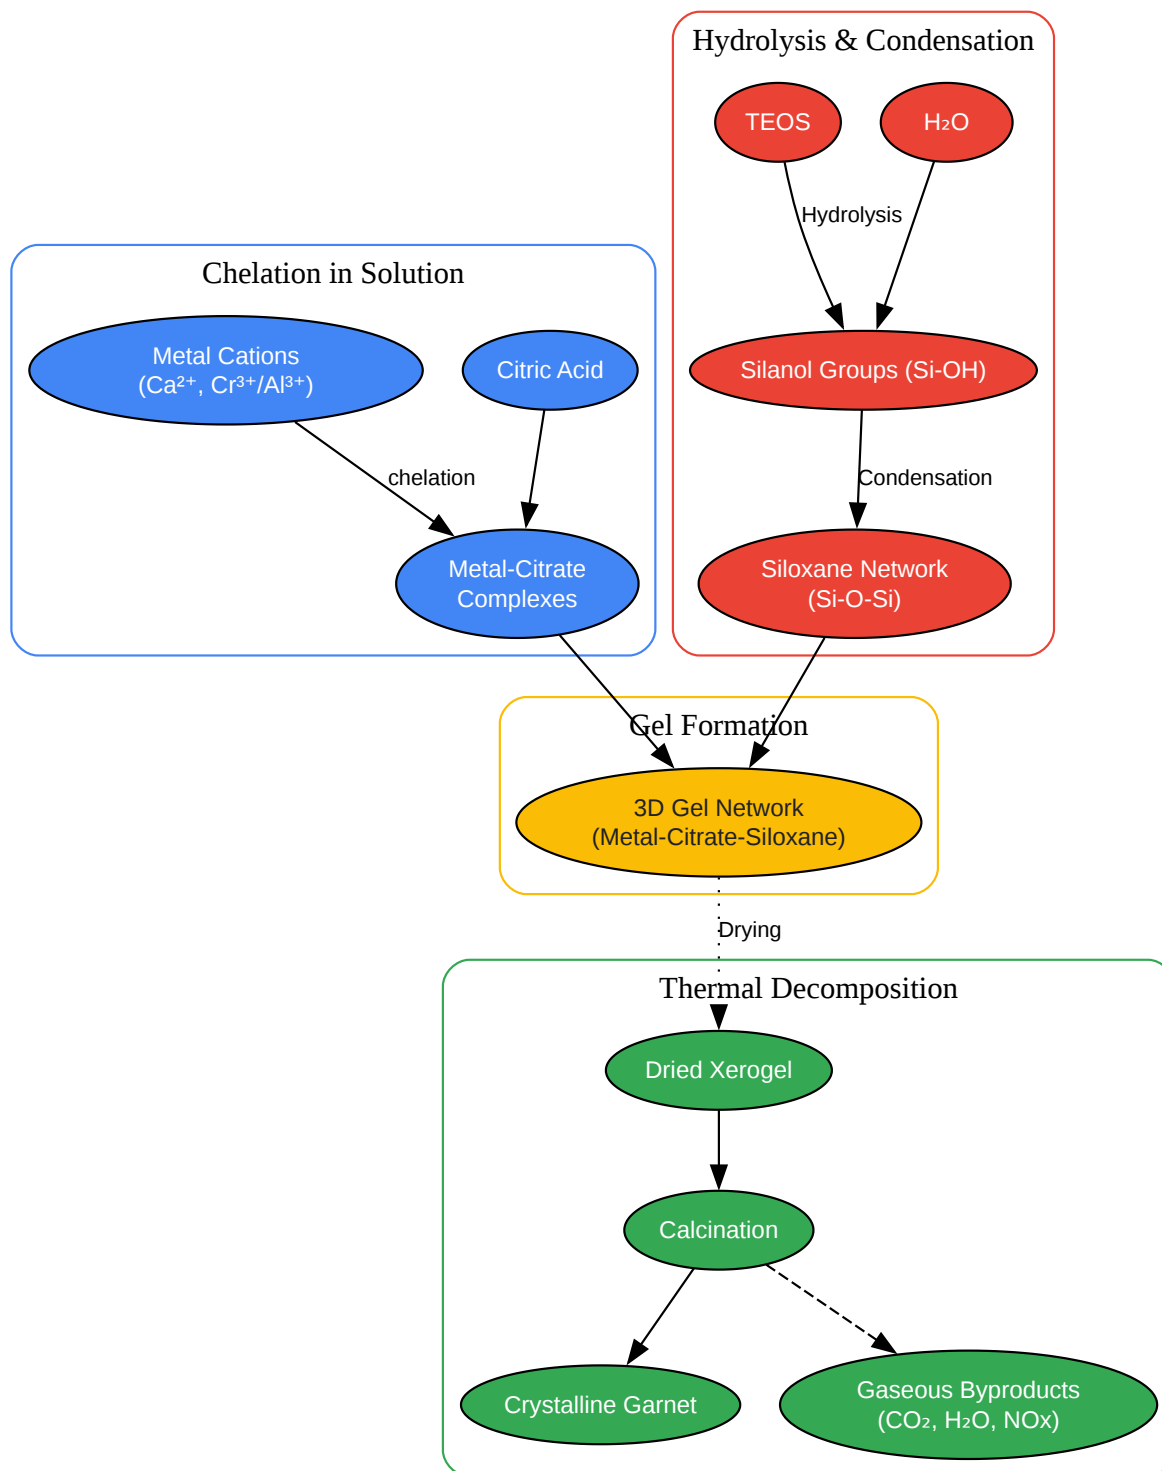 Hydrolysis & Condensation
TEOS
H₂O
Hydrolysis
Chelation in Solution
Metal Cations
(Ca²⁺, Cr³⁺/Al³⁺)
Citric Acid
Silanol Groups (Si-OH)
chelation
Condensation
Metal-Citrate
Complexes
Siloxane Network
(Si-O-Si)
Gel Formation
3D Gel Network
(Metal-Citrate-Siloxane)
Drying
Thermal Decomposition
Dried Xerogel
Calcination
Crystalline Garnet
Gaseous Byproducts
(CO₂, H₂O, NOx)